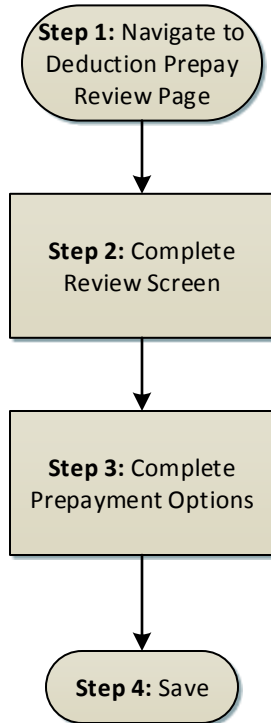 Step 1: Navigate to
Deduction Prepay
Review Page
Step 2: Complete
Review Screen
Step 3: Complete
Prepayment Options
Step 4: Save